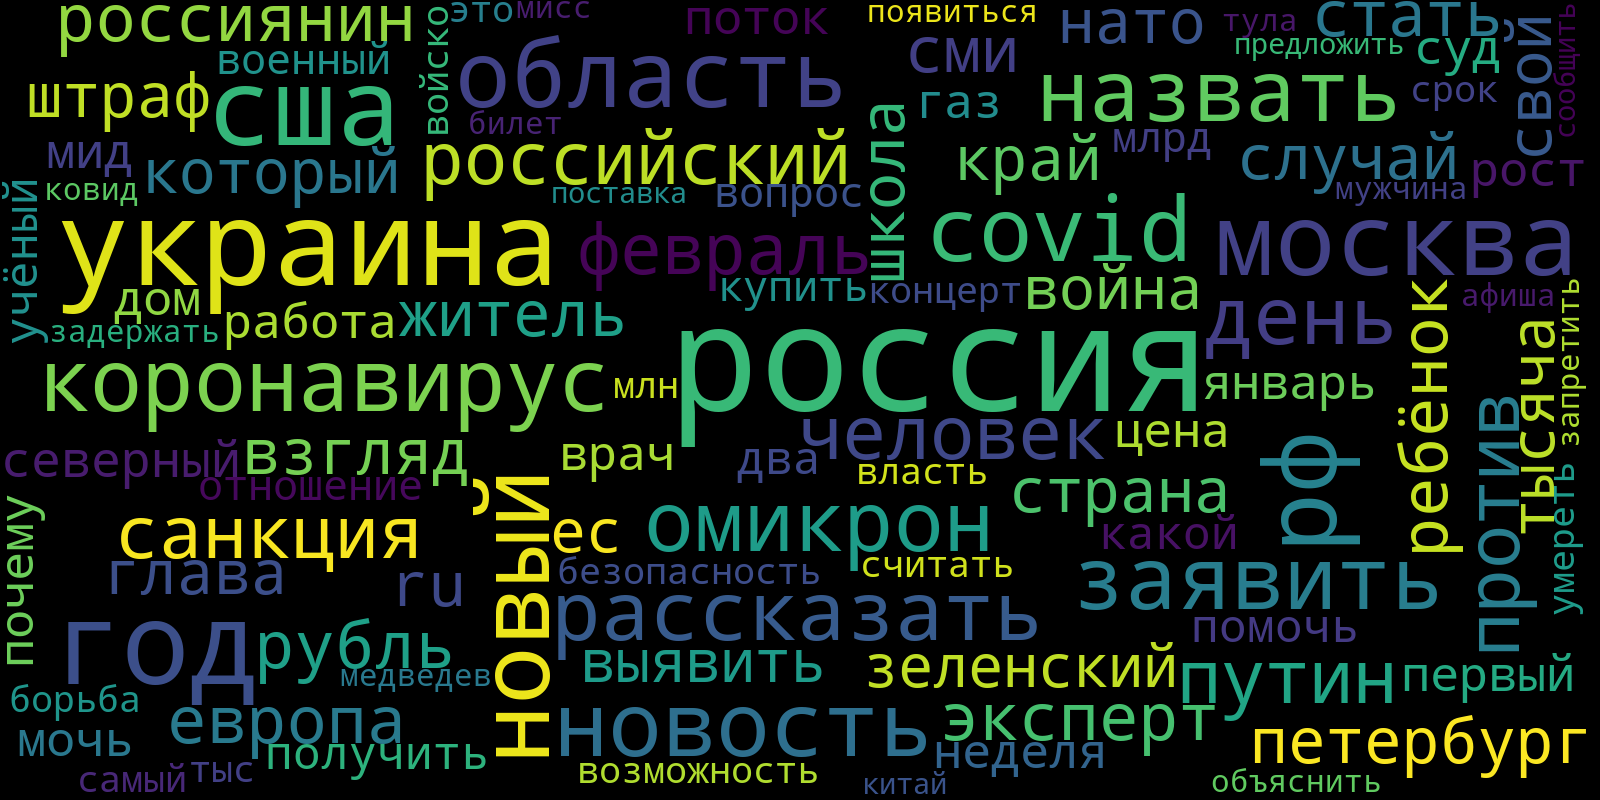 россиянин
это
мисс
поток
появиться
нато
тула
стать
предложить
суд
свой
сообщить
военный
войско
область
сми
назвать
срок
штраф
сша
билет
газ
млрд
мид
который
российский
школа
край
случай
рост
ковид
поставка
вопрос
мужчина
учёный
украина
февраль
covid
москва
дом
купить
концерт
война
день
афиша
запретить
задержать
работа
житель
россия
ребёнок
тысяча
коронавирус
млн
январь
против
северный
взгляд
врач
два
человек
цена
рф
отношение
власть
страна
умереть
почему
санкция
новый
ес
омикрон
какой
глава
ru
безопасность
считать
заявить
год
рубль
рассказать
помочь
медведев
выявить
зеленский
путин
первый
борьба
европа
новость
эксперт
петербург
мочь
получить
неделя
самый
тыс
возможность
китай
объяснить